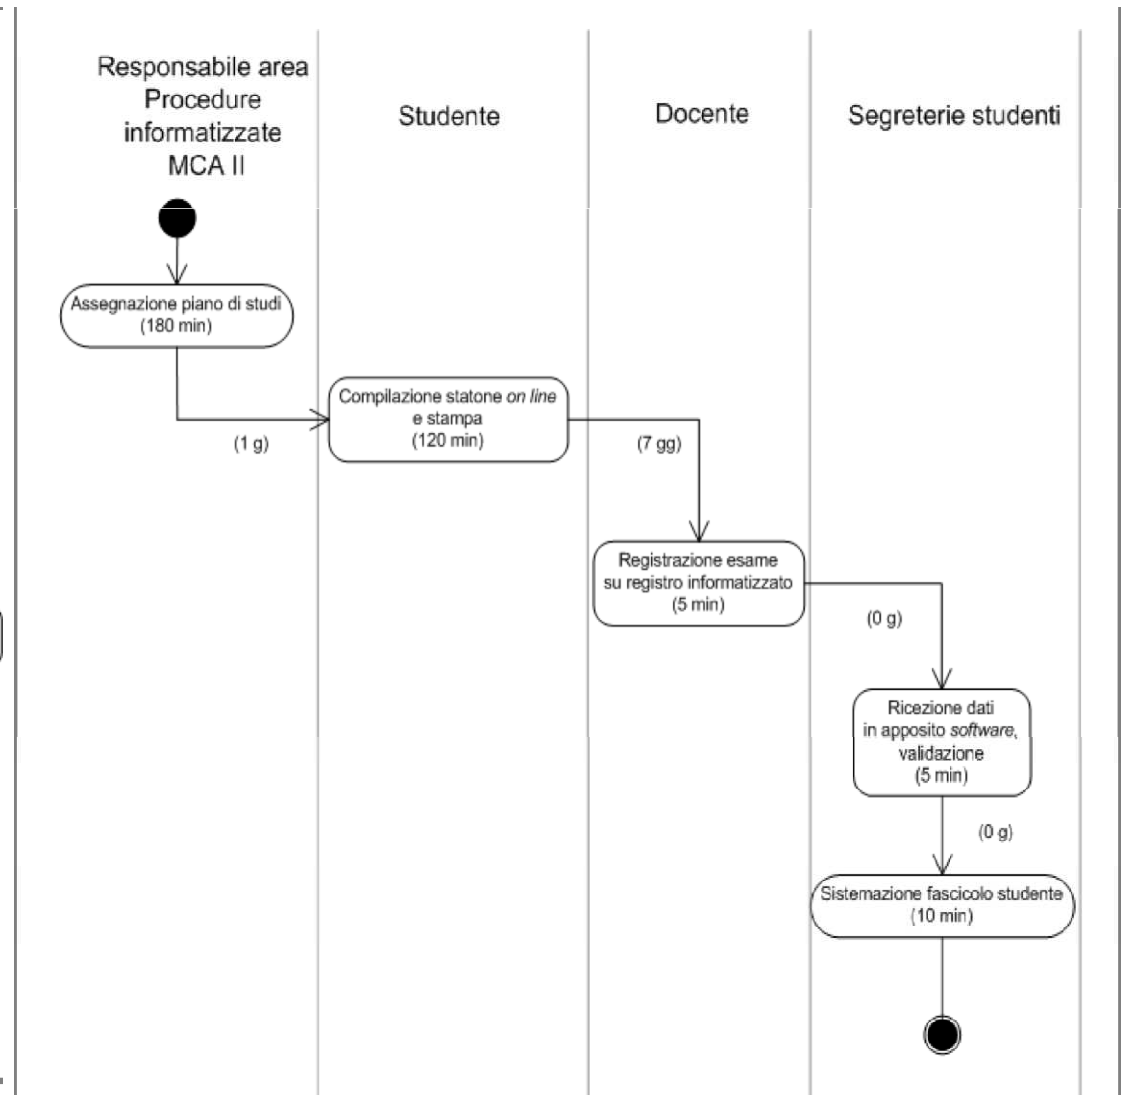 Responsabile area
Procedure
informatizzate
MCA II
Studente
Docente
Segreterie studenti
Assegnazione piano di studi
(180 min)
(1 g)
Compilazione statone on line
e stampa
(120 min)
(7 gg)
Registrazione esame
su registro informatizzato
(5 min)
(0 g)
Ricezione dati
in apposito software,
validazione
(5 min)
(0 g)
Sistemazione fascicolo studente
(10 min)